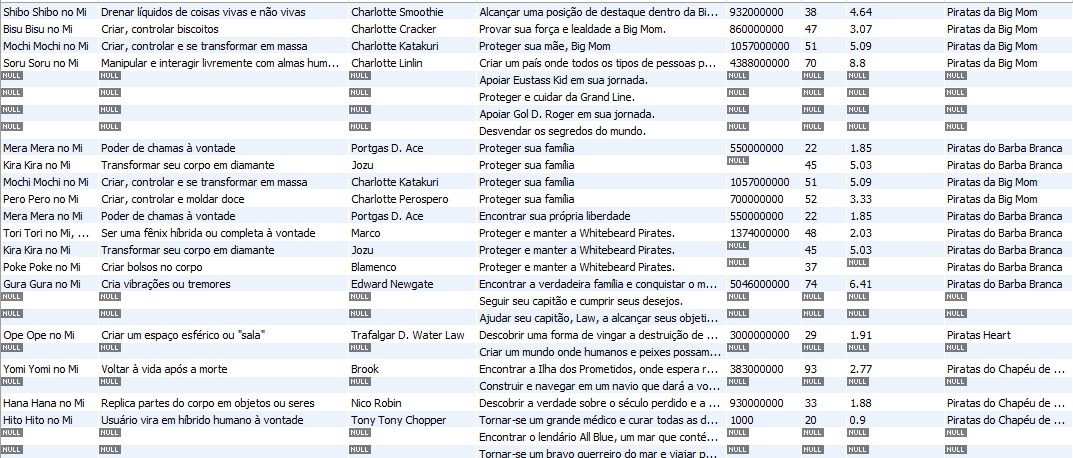 Shibo Shibo no Mi Drenar líquidos de coisas vivas e não vivas Charlotte Smoothie Alcançar uma posição de destaque dentro da Bi... 932000000 38 4.64 Piratas da Big Mom
Bisu Bisu no Mi Criar, controlar biscoitos Charlotte Cracker Provar sua força e lealdade a Big Mom. 860000000 47 3.07 Piratas da Big Mom
Mochi Mochi no Mi Criar, controlar e se transformar em massa Charlotte Katakuri Proteger sua mãe, Big Mom 1057000000 51 5.09 Piratas da Big Mom
Soru Soru no Mi Manipular e interagir livremente com almas hum... Charlotte Linlin Criar um país onde todos os tipos de pessoas p... 4388000000 70 8.8 Piratas da Big Mom
NULL NULL NULL Apoiar Eustass Kid em sua jornada. NULL NULL NULL NULL
NULL NULL NULL Proteger e cuidar da Grand Line. NULL NULL NULL NULL
NULL NULL NULL Apoiar Gol D. Roger em sua jornada. NULL NULL NULL NULL
NULL NULL NULL Desvendar os segredos do mundo. NULL NULL NULL NULL
Mera Mera no Mi Poder de chamas à vontade Portgas D. Ace Proteger sua família 550000000 22 1.85 Piratas do Barba Branca
Kira Kira no Mi Transformar seu corpo em diamante Jozu Proteger sua família NULL 45 5.03 Piratas do Barba Branca
Mochi Mochi no Mi Criar, controlar e se transformar em massa Charlotte Katakuri Proteger sua família 1057000000 51 5.09 Piratas da Big Mom
Pero Pero no Mi Criar, controlar e moldar doce Charlotte Perospero Proteger sua família 700000000 52 3.33 Piratas da Big Mom
Mera Mera no Mi Poder de chamas à vontade Portgas D. Ace Encontrar sua própria liberdade 550000000 22 1.85 Piratas do Barba Branca
Tori Tori no Mi, ... Ser uma fênix híbrida ou completa à vontade Marco Proteger e manter a Whitebeard Pirates. 1374000000 48 2.03 Piratas do Barba Branca
Kira Kira no Mi Transformar seu corpo em diamante Jozu Proteger e manter a Whitebeard Pirates. NULL 45 5.03 Piratas do Barba Branca
Poke Poke no Mi Criar bolsos no corpo Blamenco Proteger e manter a Whitebeard Pirates. NULL 37 NULL Piratas do Barba Branca
Gura Gura no Mi Cria vibrações ou tremores Edward Newgate Encontrar a verdadeira família e conquistar o m... 5046000000 74 6.41 Piratas do Barba Branca
NULL NULL NULL Seguir seu capitão e cumprir seus desejos. NULL NULL NULL NULL
NULL NULL NULL Ajudar seu capitão, Law, a alcançar seus objeti... NULL NULL NULL NULL
Ope Ope no Mi Criar um espaço esférico ou "sala" Trafalgar D. Water Law Descobrir uma forma de vingar a destruição de ... 3000000000 29 1.91 Piratas Heart
NULL NULL NULL Criar um mundo onde humanos e peixes possam... NULL NULL NULL NULL
Yomi Yomi no Mi Voltar à vida após a morte Brook Encontrar a Ilha dos Prometidos, onde espera r... 383000000 93 2.77 Piratas do Chapéu de ...
NULL NULL NULL Construir e navegar em um navio que dará a vo... NULL NULL NULL NULL
Hana Hana no Mi Replica partes do corpo em objetos ou seres Nico Robin Descobrir a verdade sobre o século perdido e a ... 930000000 33 1.88 Piratas do Chapéu de ...
Hito Hito no Mi Usuário vira em híbrido humano à vontade Tony Tony Chopper Tornar-se um grande médico e curar todas as d... 1000 20 0.9 Piratas do Chapéu de ...
NULL NULL NULL Encontrar o lendário All Blue, um mar que conté... NULL NULL NULL NULL
NULL NULL NULL Tornar-se um bravo guerreiro do mar e viajar p... NULL NULL NULL NULL